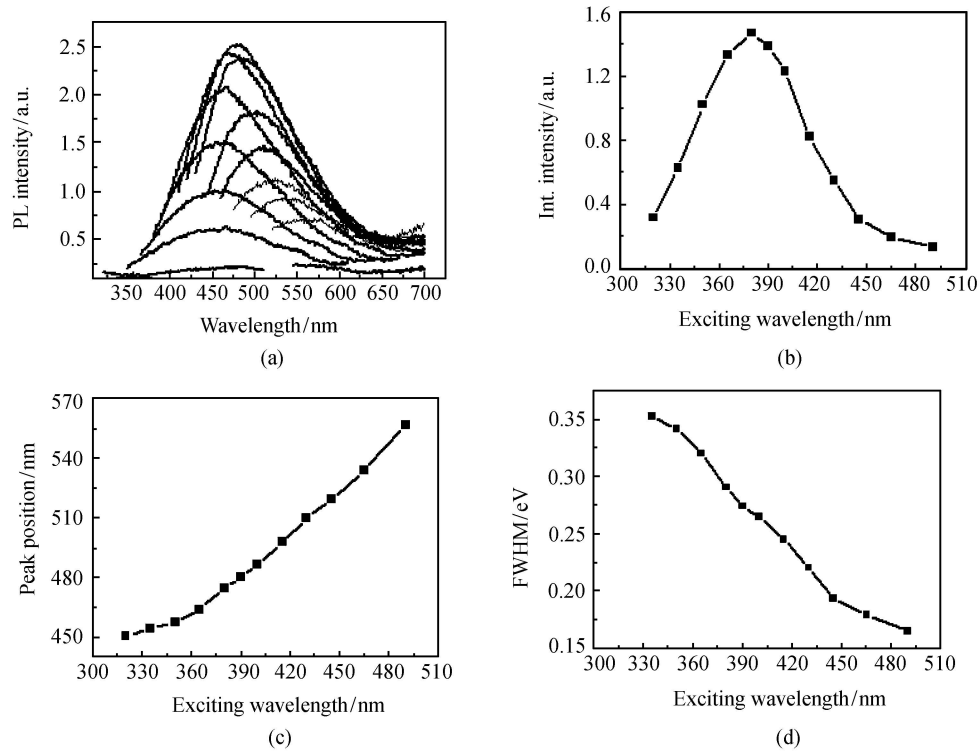 (a)
PL intensity/a.u.
2.5
2.0
1.5
1.0
0.5
350 400 450 500 550 600 650 700
Wavelength/nm
(b)
Int. intensity/a.u.
1.6
1.2
0.8
0.4
0.0
300 330 360 390 420 450 480 510
Exciting wavelength/nm
(a)
(b)
Peak position/nm
570
540
510
480
450
300 330 360 390 420 450 480 510
Exciting wavelength/nm
(c)
FWHM/eV
0.35
0.30
0.25
0.20
0.15
300 330 360 390 420 450 480 510
Exciting wavelength/nm
(d)